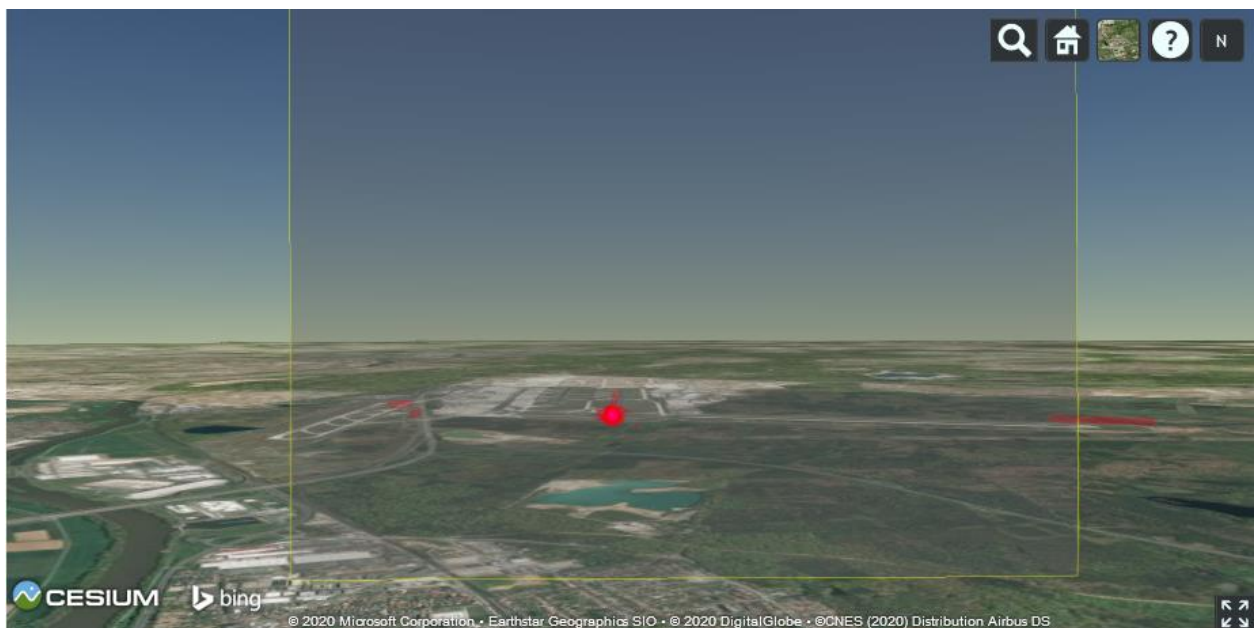 N
CESIUM
bing
© 2020 Microsoft Corporation • Earthstar Geographics SIO • © 2020 DigitalGlobe • ©CNES (2020) Distribution Airbus DS